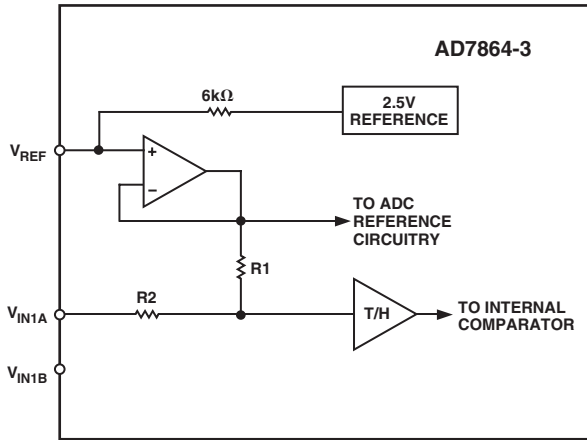 AD7864-3
6kΩ
2.5V
REFERENCE
VREF
+
−
TO ADC
REFERENCE
CIRCUITRY
R1
VIN1A
R2
T/H
TO INTERNAL
COMPARATOR
VIN1B